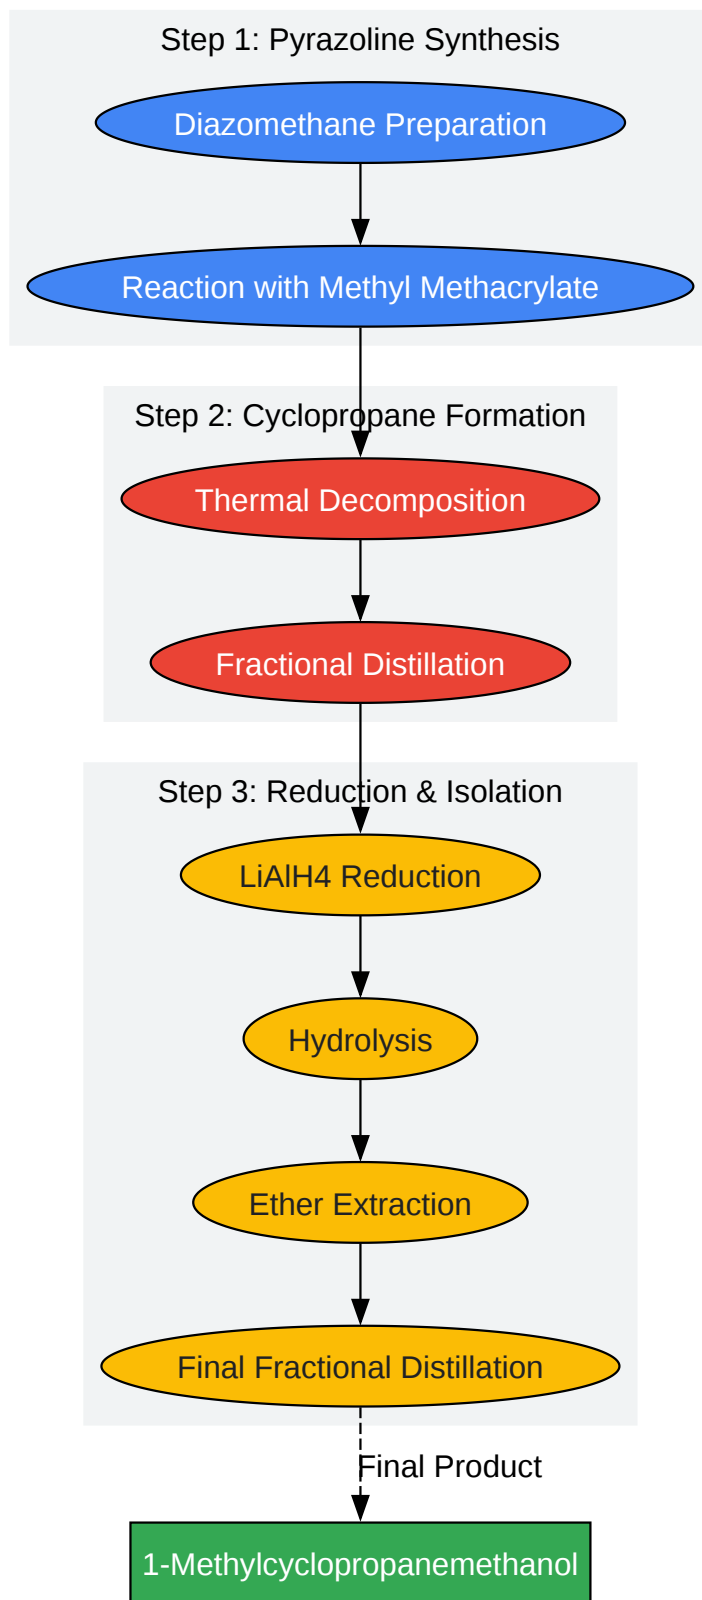 Step 1: Pyrazoline Synthesis
Diazomethane Preparation
Reaction with Methyl Methacrylate
Step 2: Cyclopropane Formation
Thermal Decomposition
Fractional Distillation
Step 3: Reduction & Isolation
LiAlH4 Reduction
Hydrolysis
Ether Extraction
Final Fractional Distillation
Final Product
1-Methylcyclopropanemethanol